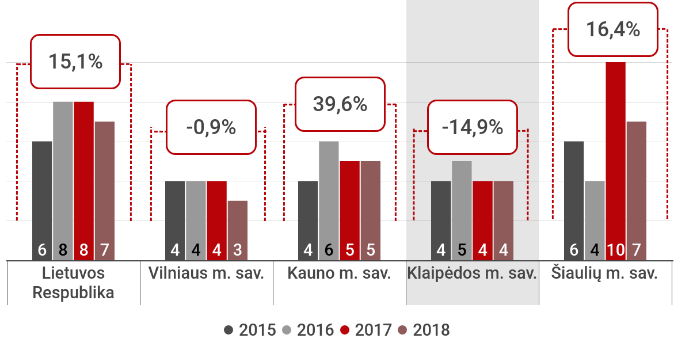 15,1%
-0,9%
39,6%
-14,9%
16,4%
6 8 8 7
4 4 4 3
4 6 5 5
4 5 4 4
6 4 10 7
Lietuvos
Respublika
Vilniaus m. sav.
Kauno m. sav.
Klaipėdos m. sav.
Šiaulių m. sav.
2015 2016 2017 2018